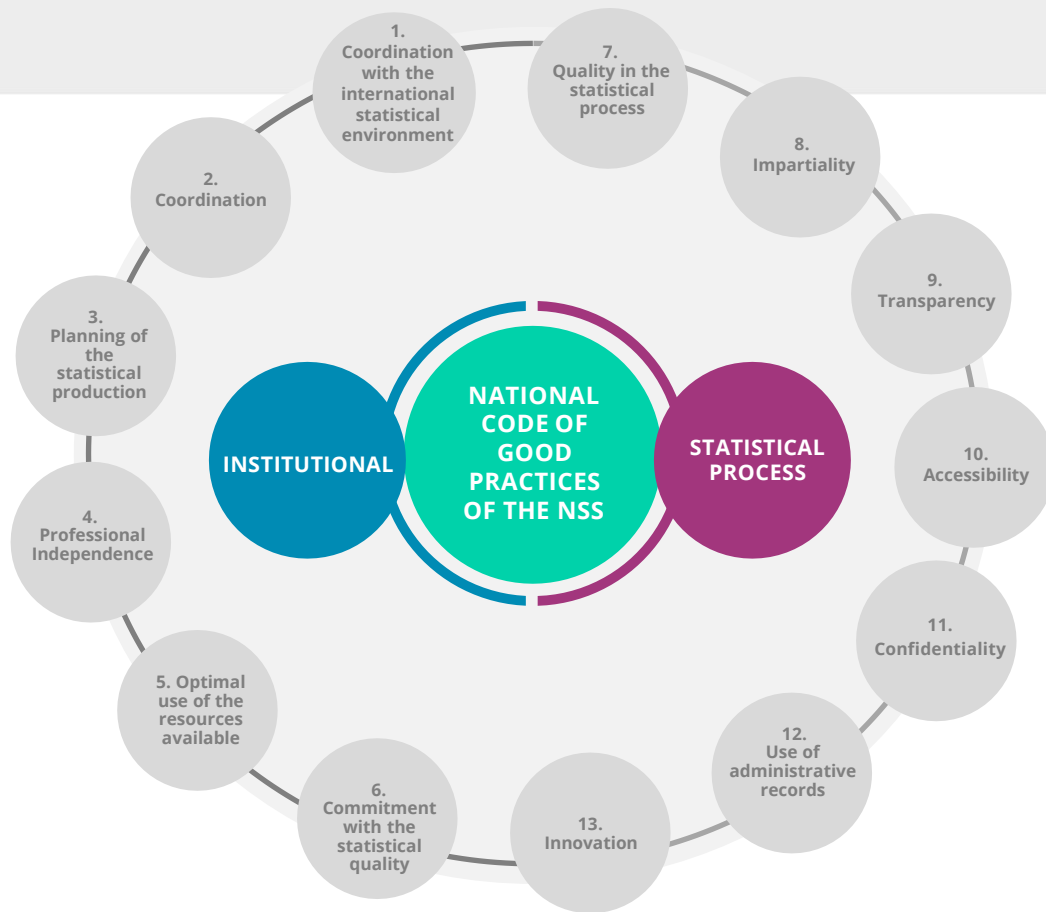 1.
Coordination
with the
international
statistical
environment
2.
Coordination
3.
Planning of
the
statistical
production
4.
Professional
Independence
5. Optimal
use of the
resources
available
6.
Commitment
with the
statistical
quality
7.
Quality in the
statistical
process
8.
Impartiality
9.
Transparency
10.
Accessibility
11.
Confidentiality
12.
Use of
administrative
records
13.
Innovation
INSTITUTIONAL
NATIONAL
CODE OF
GOOD
PRACTICES
OF THE NSS
STATISTICAL
PROCESS